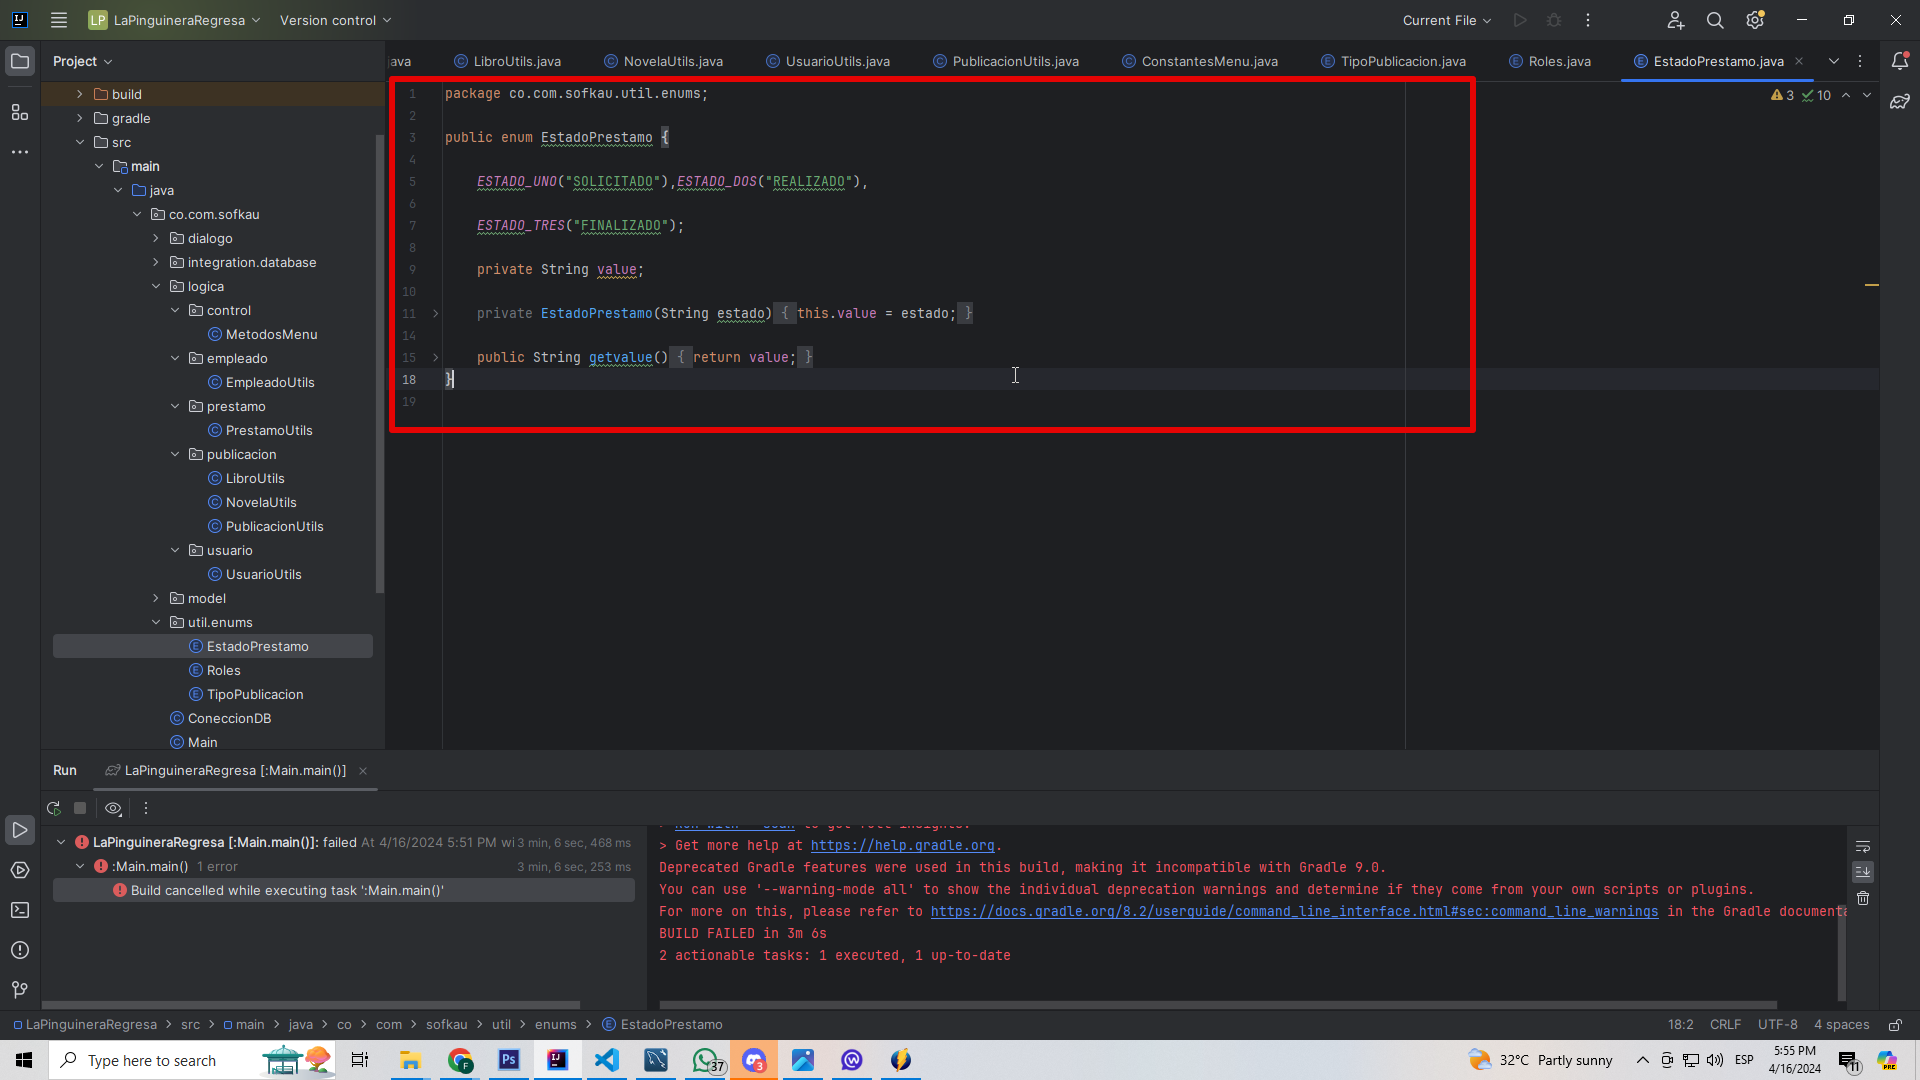 LP LaPinguineraRegresa Version control Current File
Project
ava LibroUtils.java NovelaUtils.java UsuarioUtils.java PublicacionUtils.java ConstantesMenu.java TipoPublicacion.java Roles.java EstadoPrestamo.java
build
gradle
src
main
java
co.com.sofkau
dialogo
integration.database
logica
control
MetodosMenu
empleado
EmpleadoUtils
prestamo
PrestamoUtils
publicacion
LibroUtils
NovelaUtils
PublicacionUtils
usuario
UsuarioUtils
model
util.enums
EstadoPrestamo
Roles
TipoPublicacion
ConeccionDB
Main
3 10
1 package co.com.sofkau.util.enums;
2
3 public enum EstadoPrestamo {
4
5 ESTADO_UNO("SOLICITADO"),ESTADO_DOS("REALIZADO"),
6
7 ESTADO_TRES("FINALIZADO");
8
9 private String value;
10
11 private EstadoPrestamo(String estado) { this.value = estado; }
14
15 public String getvalue() { return value; }
18 }
19
Run LaPinguineraRegresa [:Main.main()]
LaPinguineraRegresa [:Main.main()]: failed At 4/16/2024 5:51 PM wi 3 min, 6 sec, 468 ms
:Main.main() 1 error 3 min, 6 sec, 253 ms
Build cancelled while executing task ':Main.main()'
> Get more help at https://help.gradle.org.
Deprecated Gradle features were used in this build, making it incompatible with Gradle 9.0.
You can use '--warning-mode all' to show the individual deprecation warnings and determine if they come from your own scripts or plugins.
For more on this, please refer to https://docs.gradle.org/8.2/userguide/command_line_interface.html#sec:command_line_warnings in the Gradle documenta
BUILD FAILED in 3m 6s
2 actionable tasks: 1 executed, 1 up-to-date
LaPinguineraRegresa > src > main > java > co > com > sofkau > util > enums > EstadoPrestamo 18:2 CRLF UTF-8 4 spaces
Type here to search 37 3 32°C Partly sunny ESP 5:55 PM 4/16/2024 11